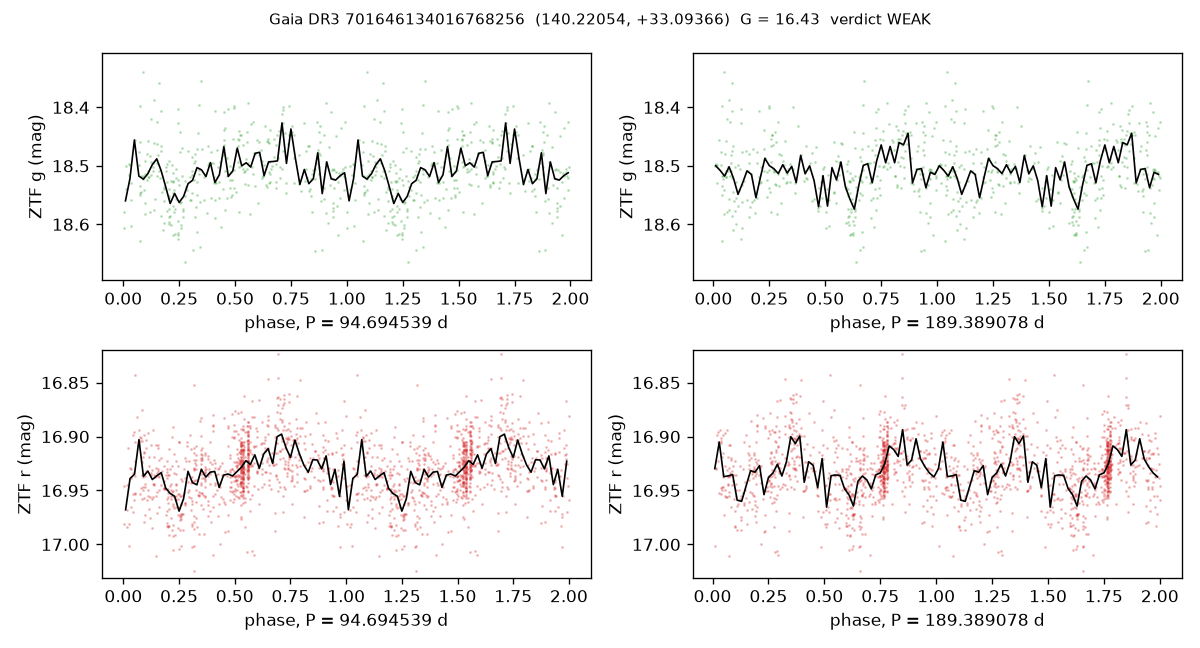 Gaia DR3 701646134016768256  (140.22054, +33.09366)  G = 16.43  verdict WEAK
ZTF g (mag)
18.4
18.5
18.6
0.00 0.25 0.50 0.75 1.00 1.25 1.50 1.75 2.00
phase, P = 94.694539 d
ZTF g (mag)
18.4
18.5
18.6
0.00 0.25 0.50 0.75 1.00 1.25 1.50 1.75 2.00
phase, P = 189.389078 d
ZTF r (mag)
16.85
16.90
16.95
17.00
0.00 0.25 0.50 0.75 1.00 1.25 1.50 1.75 2.00
phase, P = 94.694539 d
ZTF r (mag)
16.85
16.90
16.95
17.00
0.00 0.25 0.50 0.75 1.00 1.25 1.50 1.75 2.00
phase, P = 189.389078 d